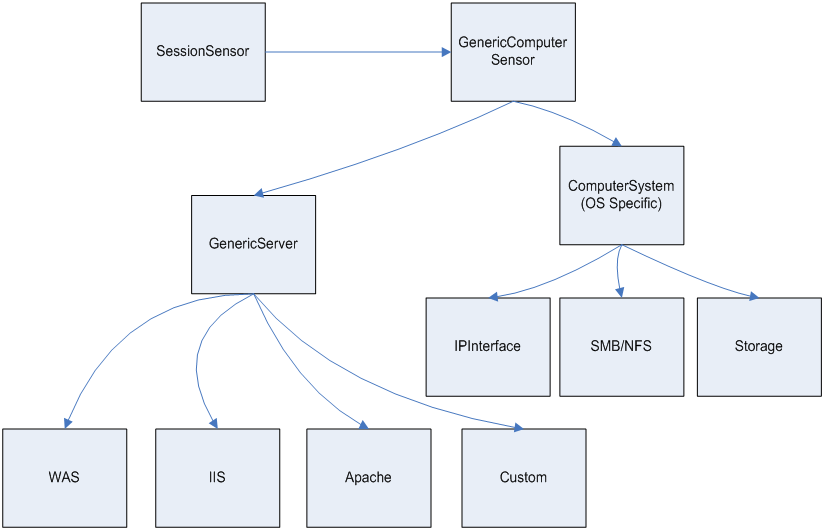 SessionSensor
GenericComputer
Sensor
ComputerSystem
(OS Specific)
GenericServer
IPInterface
SMB/NFS
Storage
WAS
IIS
Apache
Custom